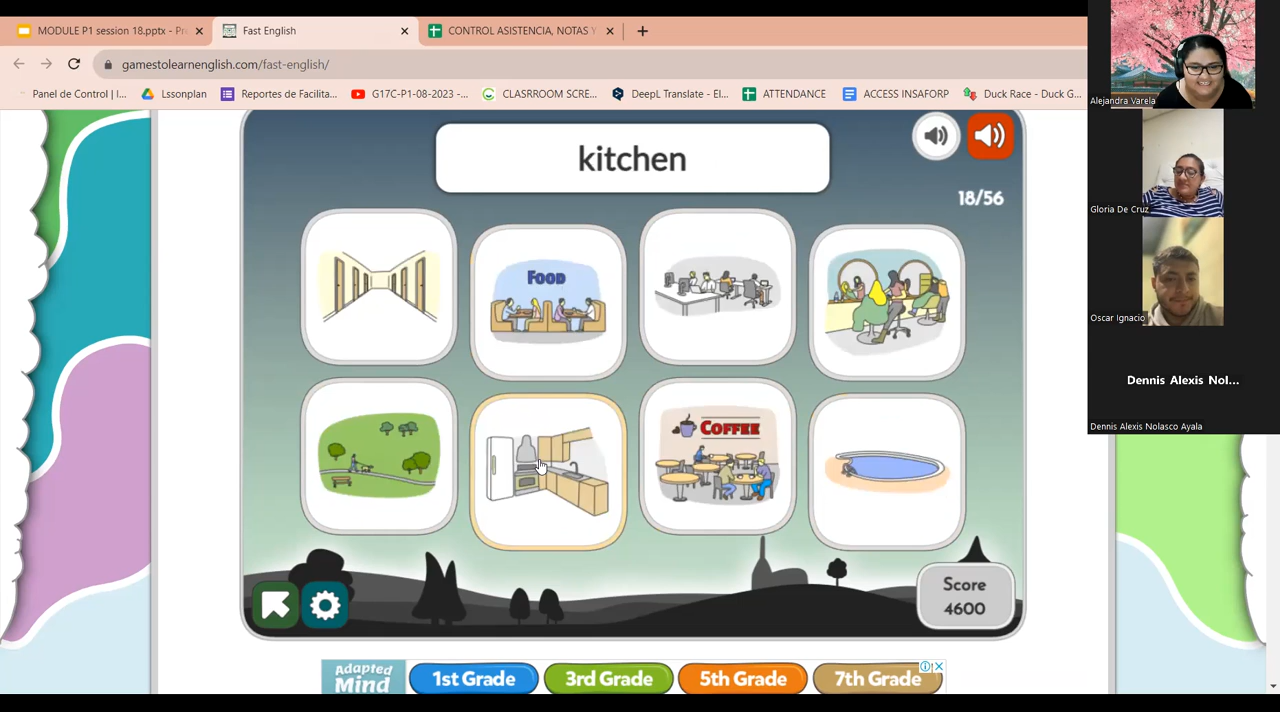 MODULE P1 session 18.pptx - Pr
Fast English
CONTROL ASISTENCIA, NOTAS Y
gamestolearnenglish.com/fast-english/
Panel de Control | I...
Lssonplan
Reportes de Facilita...
G17C-P1-08-2023 -...
CLASSRROOM SCRE...
DeepL Translate - El...
ATTENDANCE
ACCESS INSAFORP
Duck Race - Duck G...
kitchen
18/56
FOOD
COFFEE
Score
4600
Adapted
Mind
1st Grade
3rd Grade
5th Grade
7th Grade
Alejandra Varela
Gloria De Cruz
Oscar Ignacio
Dennis Alexis Nol...
Dennis Alexis Nolasco Ayala